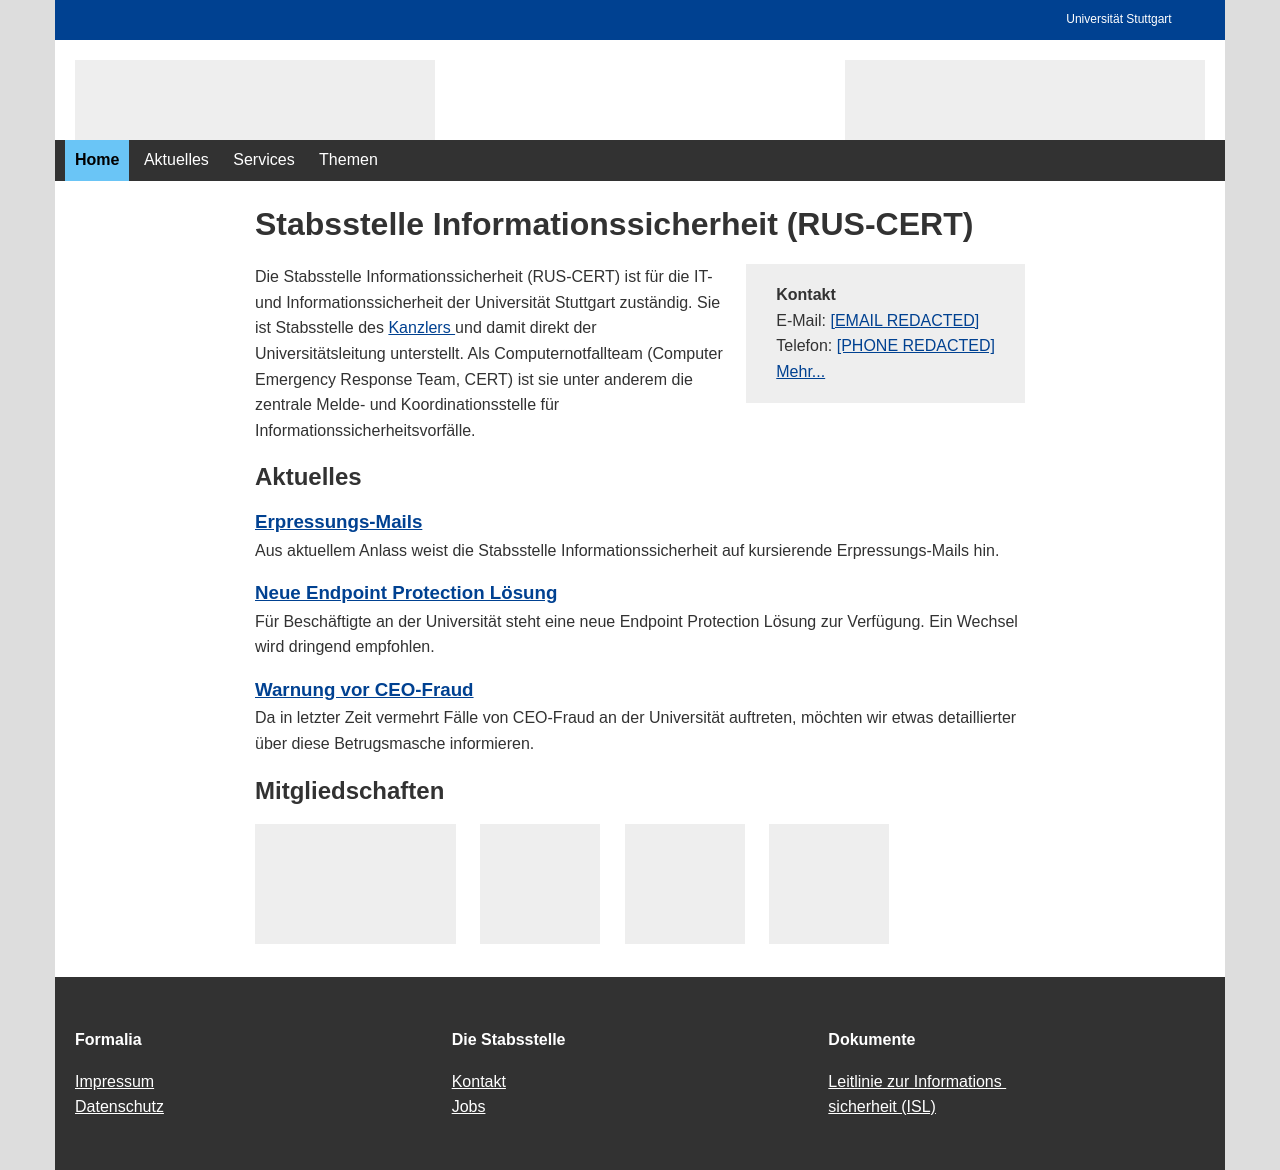 Universität Stuttgart
Home Aktuelles Services Themen
Stabsstelle Informationssicherheit (RUS-CERT)
Die Stabsstelle Informationssicherheit (RUS-CERT) ist für die IT-
und Informationssicherheit der Universität Stuttgart zuständig. Sie
ist Stabsstelle des Kanzlers und damit direkt der
Universitätsleitung unterstellt. Als Computernotfallteam (Computer
Emergency Response Team, CERT) ist sie unter anderem die
zentrale Melde- und Koordinationsstelle für
Informationssicherheitsvorfälle.
Kontakt
E-Mail: [EMAIL REDACTED]
Telefon: [PHONE REDACTED]
Mehr...
Aktuelles
Erpressungs-Mails
Aus aktuellem Anlass weist die Stabsstelle Informationssicherheit auf kursierende Erpressungs-Mails hin.
Neue Endpoint Protection Lösung
Für Beschäftigte an der Universität steht eine neue Endpoint Protection Lösung zur Verfügung. Ein Wechsel
wird dringend empfohlen.
Warnung vor CEO-Fraud
Da in letzter Zeit vermehrt Fälle von CEO-Fraud an der Universität auftreten, möchten wir etwas detaillierter
über diese Betrugsmasche informieren.
Mitgliedschaften
Formalia
Impressum
Datenschutz
Die Stabsstelle
Kontakt
Jobs
Dokumente
Leitlinie zur Informations
sicherheit (ISL)